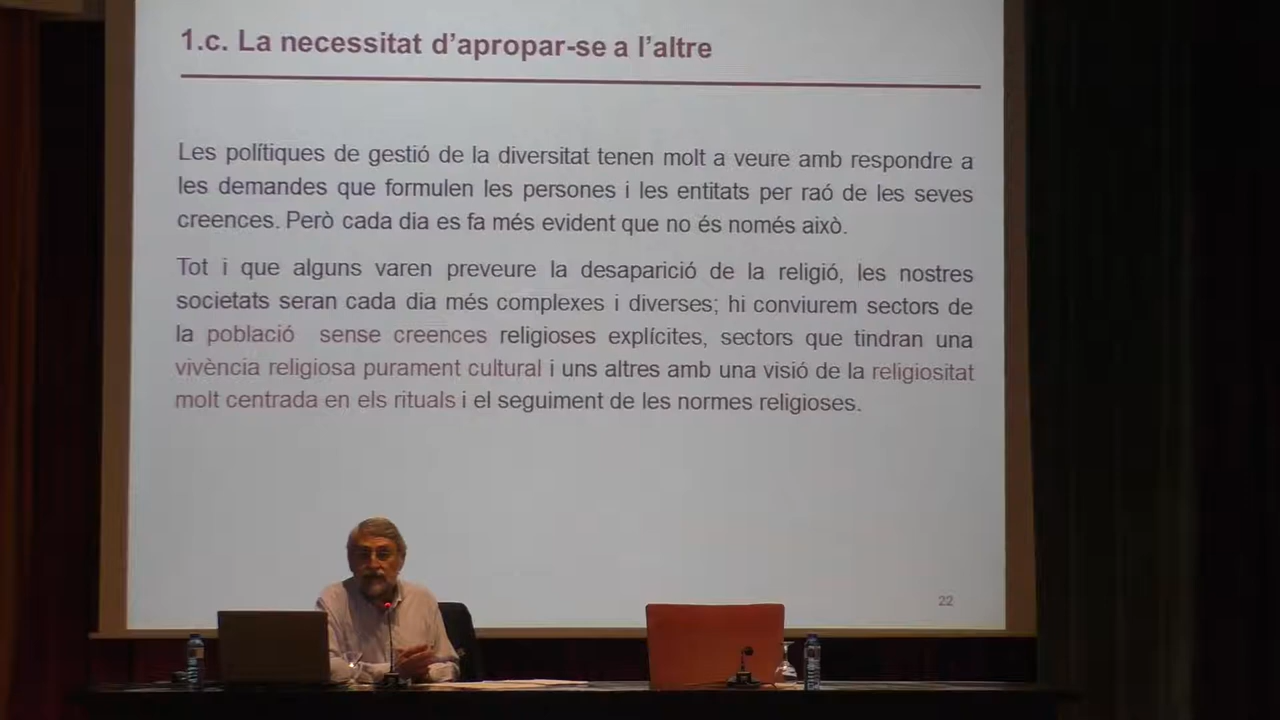 1.c. La necessitat d’apropar-se a l’altre
Les polítiques de gestió de la diversitat tenen molt a veure amb respondre a
les demandes que formulen les persones i les entitats per raó de les seves
creences. Però cada dia es fa més evident que no és només això.
Tot i que alguns varen preveure la desaparició de la religió, les nostres
societats seran cada dia més complexes i diverses; hi conviurem sectors de
la població sense creences religioses explícites, sectors que tindran una
vivència religiosa purament cultural i uns altres amb una visió de la religiositat
molt centrada en els rituals i el seguiment de les normes religioses.
22